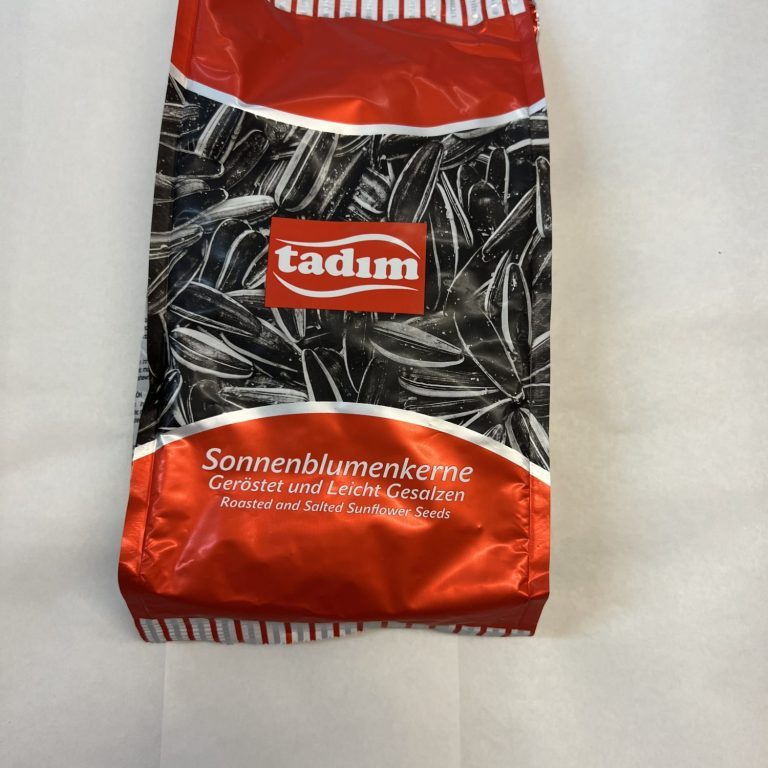 tadım
Sonnenblumenkerne
Geröstet und Leicht Gesalzen
Roasted and Salted Sunflower Seeds